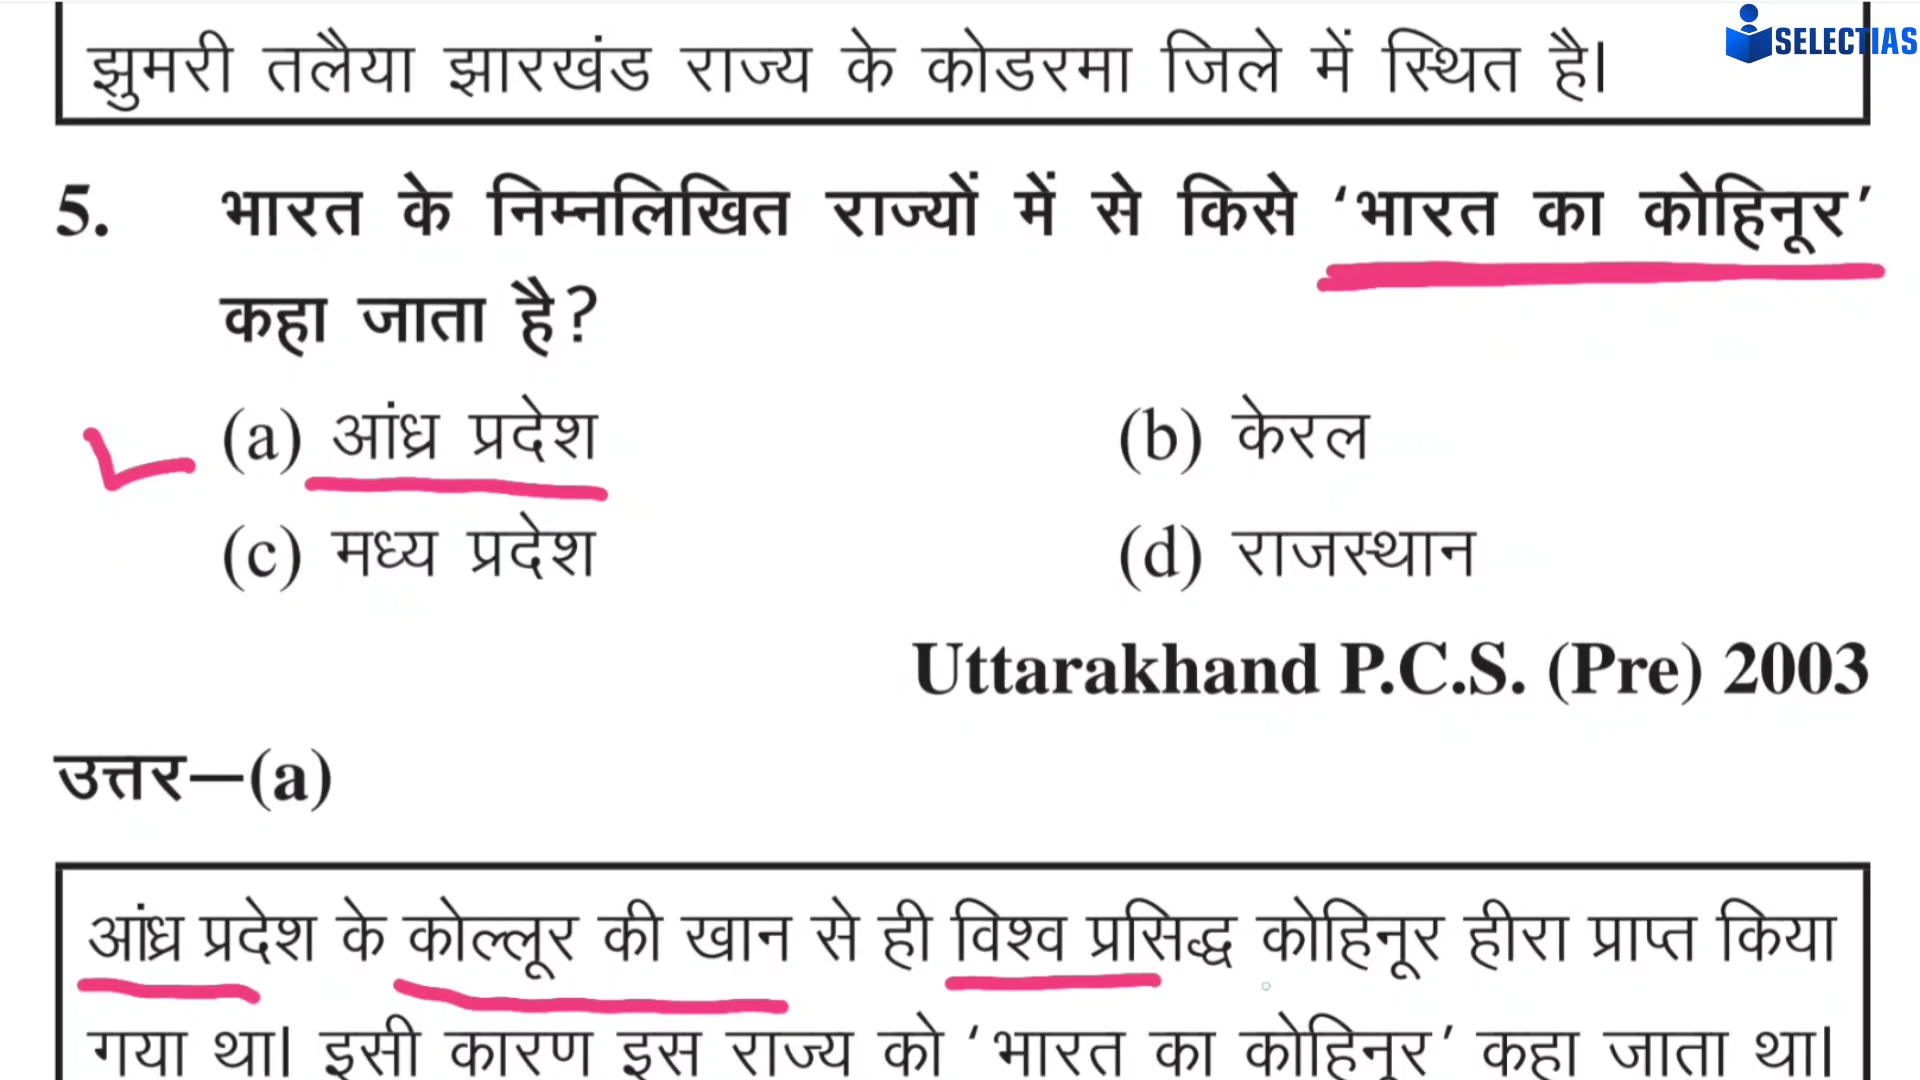 SELECTIAS
झुमरी तलैया झारखंड राज्य के कोडरमा जिले में स्थित है।
5. भारत के निम्नलिखित राज्यों में से किसे ‘भारत का कोहिनूर’
कहा जाता है?
(a) आंध्र प्रदेश (b) केरल
(c) मध्य प्रदेश (d) राजस्थान
Uttarakhand P.C.S. (Pre) 2003
उत्तर—(a)
आंध्र प्रदेश के कोल्लूर की खान से ही विश्व प्रसिद्ध कोहिनूर हीरा प्राप्त किया
गया था। इसी कारण इस राज्य को ‘भारत का कोहिनूर’ कहा जाता था।